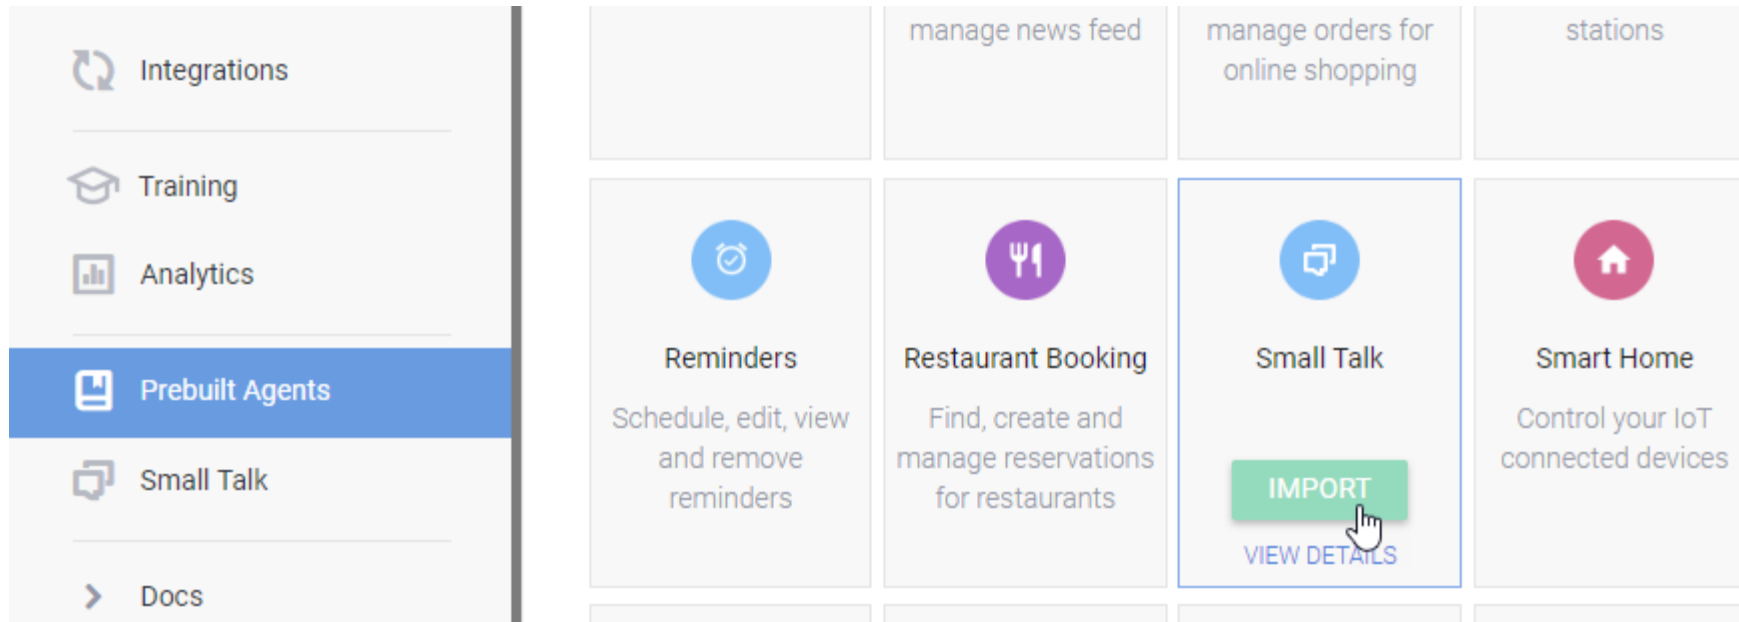 Integrations
Training
Analytics
Prebuilt Agents
Small Talk
Docs
manage news feed
manage orders for
online shopping
stations
Reminders
Schedule, edit, view
and remove
reminders
Restaurant Booking
Find, create and
manage reservations
for restaurants
Small Talk
IMPORT
VIEW DETAILS
Smart Home
Control your IoT
connected devices